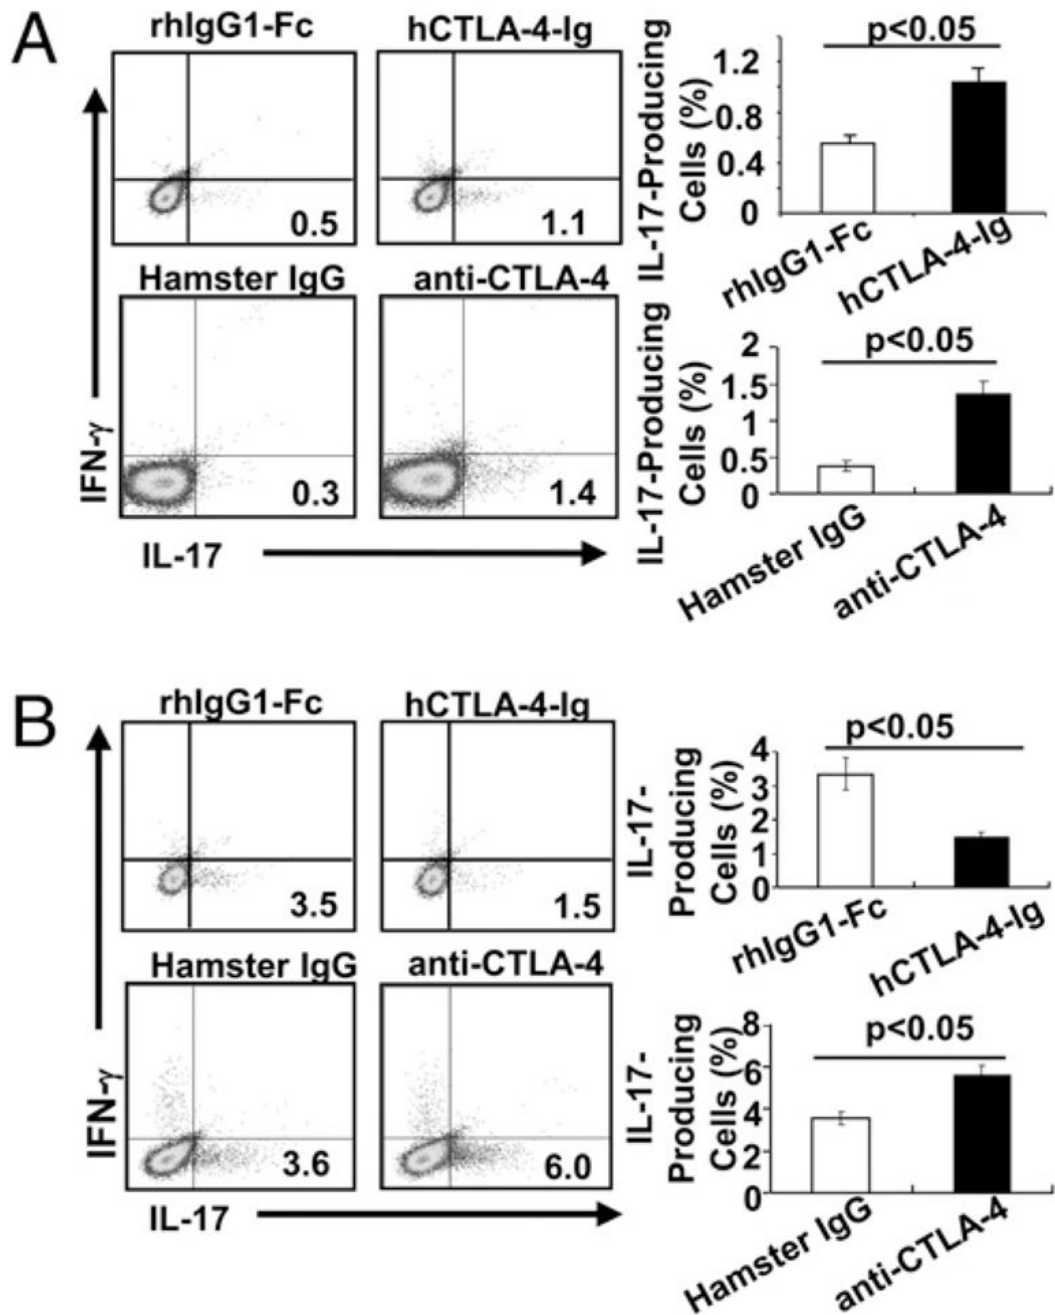 A
rhIgG1-Fc
hCTLA-4-Ig
0.5
1.1
Hamster IgG
anti-CTLA-4
0.3
1.4
IFN-γ
IL-17
IL-17-Producing
Cells (%)
p<0.05
1.2
0.8
0.4
0
rhIgG1-Fc
hCTLA-4-Ig
IL-17-Producing
Cells (%)
p<0.05
2
1.5
1
0.5
0
Hamster IgG
anti-CTLA-4
B
rhIgG1-Fc
hCTLA-4-Ig
3.5
1.5
Hamster IgG
anti-CTLA-4
3.6
6.0
IFN-γ
IL-17
IL-17-
Producing
Cells (%)
p<0.05
4
3
2
1
0
rhIgG1-Fc
hCTLA-4-Ig
IL-17-
Producing
Cells (%)
p<0.05
8
6
4
2
0
Hamster IgG
anti-CTLA-4